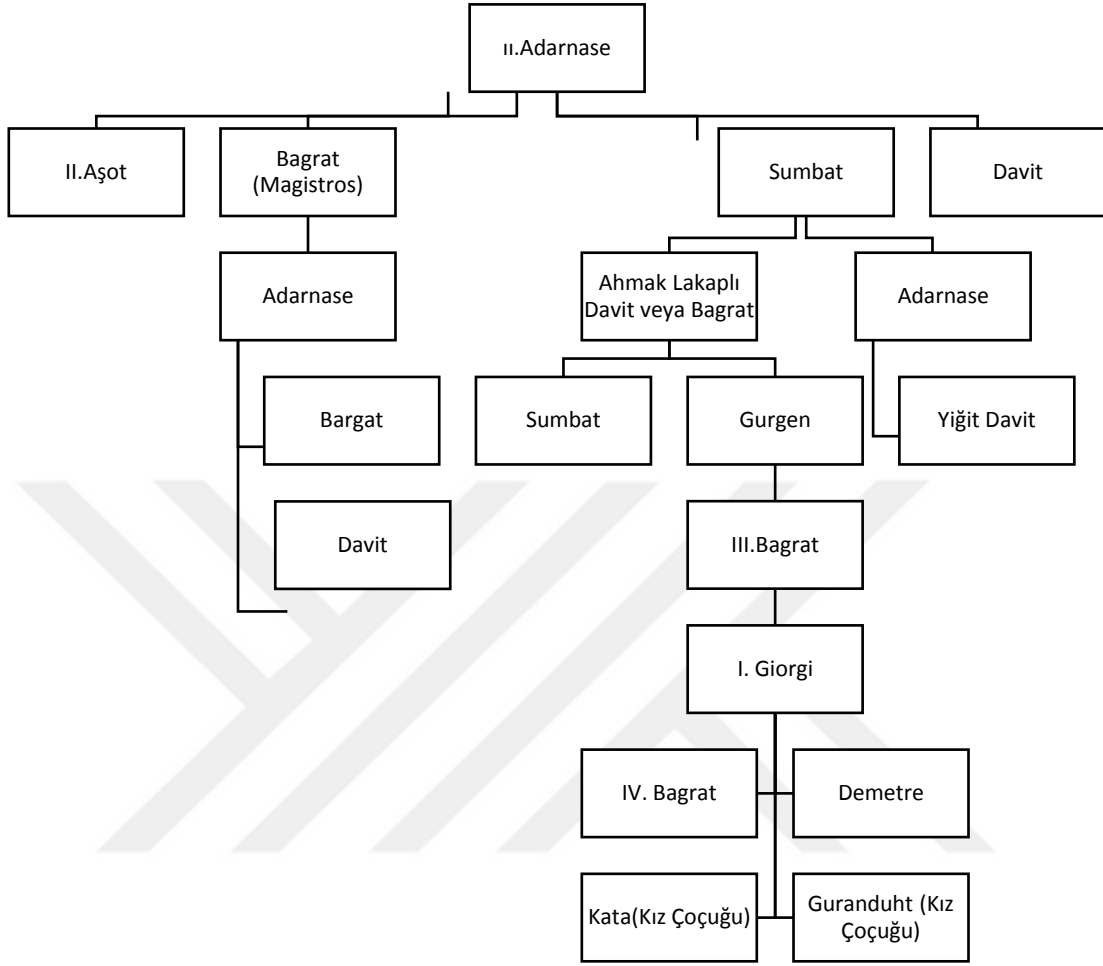 ıı.Adarnase
II.Aşot
Bagrat
(Magistros)
Sumbat
Davit
Adarnase
Ahmak Lakaplı
Davit veya Bagrat
Adarnase
Bargat
Sumbat
Gurgen
Yiğit Davit
Davit
III.Bagrat
I. Giorgi
IV. Bagrat
Demetre
Kata(Kız Çoçuğu)
Guranduht (Kız
Çoçuğu)